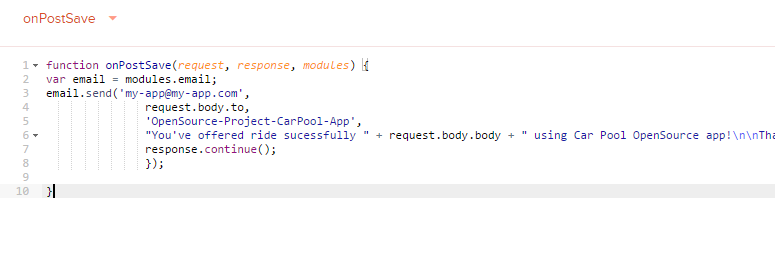 onPostSave
1 function onPostSave(request, response, modules) {
2 var email = modules.email;
3 email.send('my-app@my-app.com',
4 request.body.to,
5 'OpenSource-Project-CarPool-App',
6 "You've offered ride sucessfully " + request.body.body + " using Car Pool OpenSource app!\n\nTha
7 response.continue();
8 });
9
10 }